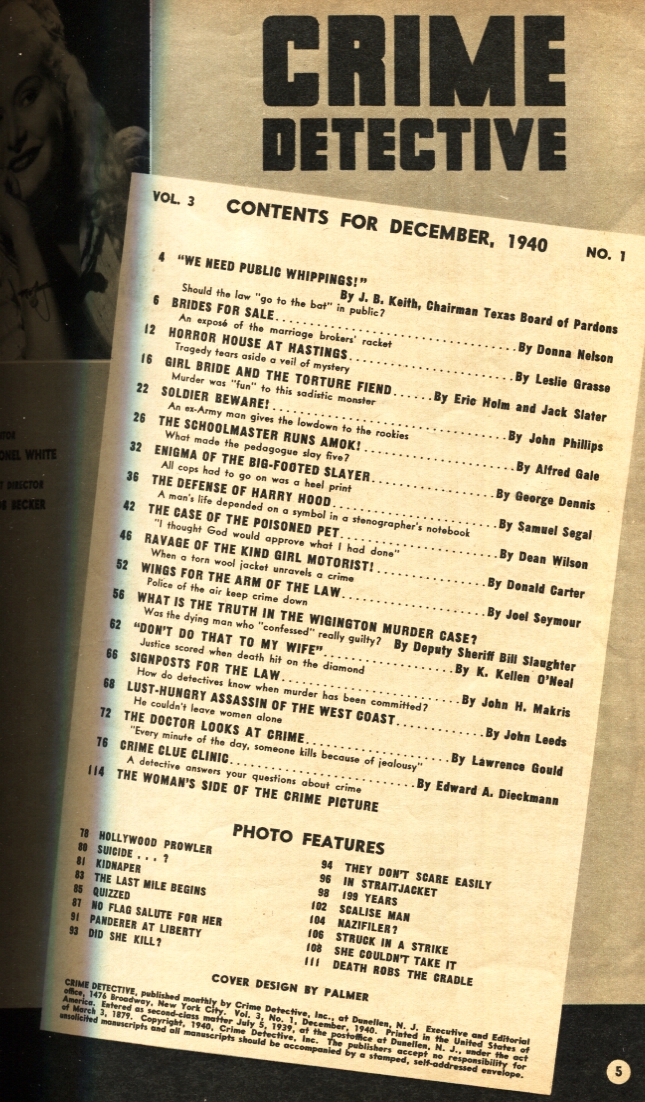 CRIME
DETECTIVE
VOL. 3 CONTENTS FOR DECEMBER, 1940 NO. 1
4 "WE NEED PUBLIC WHIPPINGS!"
By J. B. Keith, Chairman Texas Board of Pardons
Should the law "go to the bat" in public?
6 BRIDES FOR SALE..........By Donna Nelson
An exposé of the marriage brokers' racket
12 HORROR HOUSE AT HASTINGS..........By Leslie Grasse
Tragedy tears aside a veil of mystery
16 GIRL BRIDE AND THE TORTURE FIEND......By Eric Holm and Jack Slater
Murder was "fun" to this sadistic monster
22 SOLDIER BEWARE!..........By John Phillips
An ex-Army man gives the lowdown to the rookies
26 THE SCHOOLMASTER RUNS AMOK!..........By Alfred Gale
What made the pedagogue slay five?
32 ENIGMA OF THE BIG-FOOTED SLAYER..........By George Dennis
All cops had to go on was a heel print
36 THE DEFENSE OF HARRY HOOD..........By Samuel Segal
A man's life depended on a symbol in a stenographer's notebook
42 THE CASE OF THE POISONED PET..........By Dean Wilson
"I thought God would approve what I had done"
46 RAVAGE OF THE KIND GIRL MOTORIST!..........By Donald Carter
When a torn wool jacket unravels a crime
52 WINGS FOR THE ARM OF THE LAW..........By Joel Seymour
Police of the air keep crime down
56 WHAT IS THE TRUTH IN THE WIGINGTON MURDER CASE?
Was the dying man who "confessed" really guilty? By Deputy Sheriff Bill Slaughter
62 "DON'T DO THAT TO MY WIFE"..........By K. Kellen O'Neal
Justice scored when death hit on the diamond
66 SIGNPOSTS FOR THE LAW..........By John H. Makris
How do detectives know when murder has been committed?
68 LUST-HUNGRY ASSASSIN OF THE WEST COAST..........By John Leeds
He couldn't leave women alone
72 THE DOCTOR LOOKS AT CRIME..........By Lawrence Gould
"Every minute of the day, someone kills because of jealousy"
76 CRIME CLUE CLINIC..........By Edward A. Dieckmann
A detective answers your questions about crime
114 THE WOMAN'S SIDE OF THE CRIME PICTURE
PHOTO FEATURES
78 HOLLYWOOD PROWLER
80 SUICIDE . . . ?
81 KIDNAPER
83 THE LAST MILE BEGINS
85 QUIZZED
87 NO FLAG SALUTE FOR HER
91 PANDERER AT LIBERTY
93 DID SHE KILL?
94 THEY DON'T SCARE EASILY
96 IN STRAITJACKET
98 199 YEARS
102 SCALISE MAN
104 NAZIFILER?
106 STRUCK IN A STRIKE
108 SHE COULDN'T TAKE IT
111 DEATH ROBS THE CRADLE
COVER DESIGN BY PALMER
CRIME DETECTIVE, published monthly by Crime Detective, Inc., at Dunellen, N. J. Executive and Editorial
office, 1476 Broadway, New York City. Vol. 3, No. 1. December, 1940. Printed in the United States of
America. Entered as second-class matter July 5, 1939, at the postoffice at Dunellen, N. J., under the act
of March 3, 1879. Copyright, 1940, Crime Detective, Inc. The publishers accept no responsibility for
unsolicited manuscripts and all manuscripts should be accompanied by a stamped, self-addressed envelope.
WHITE
DIRECTOR
BECKER
5